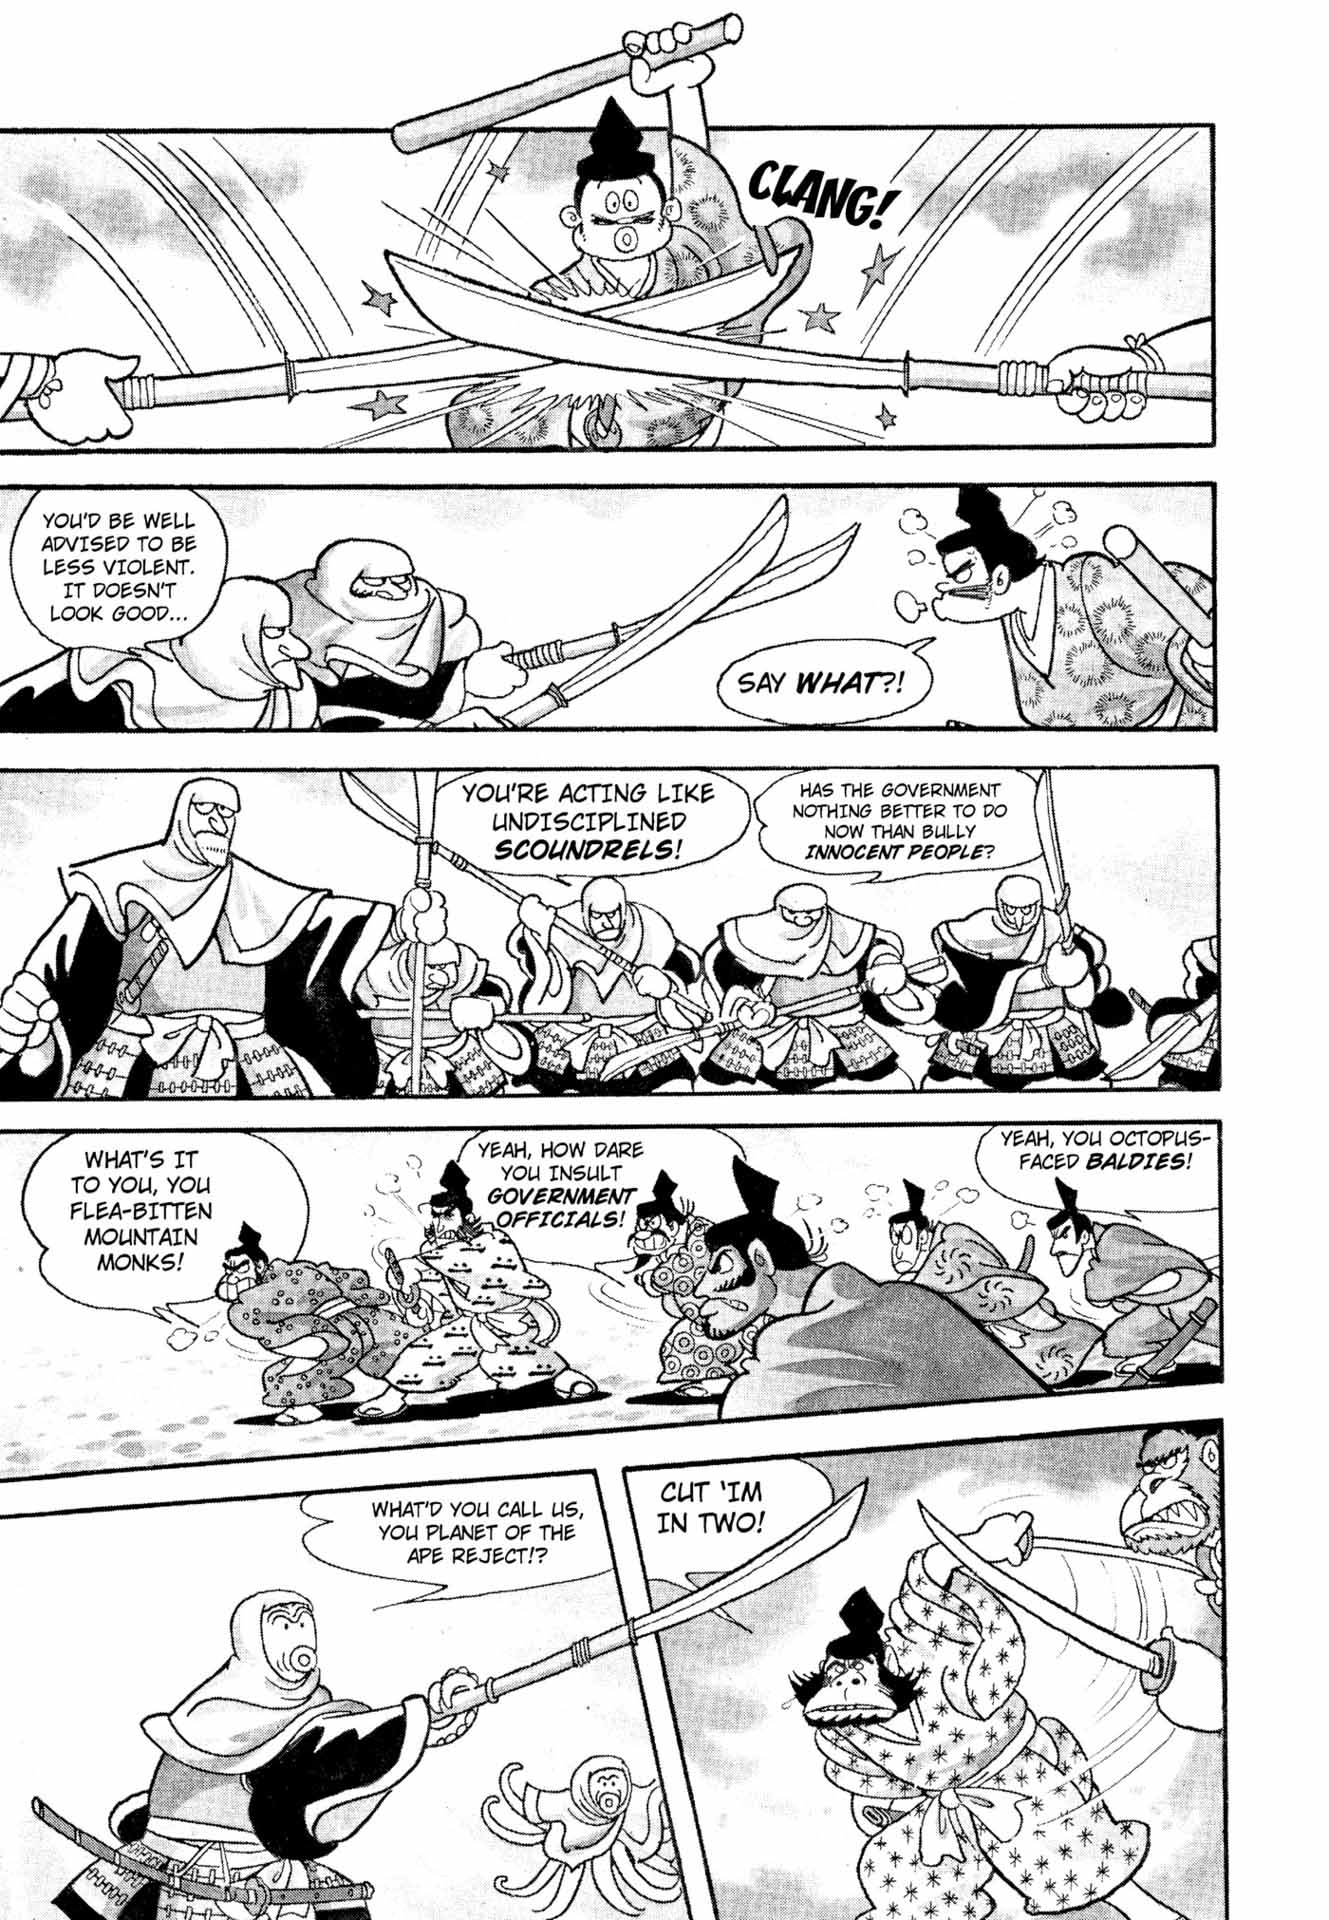 CLANG!
YOU'D BE WELL
ADVISED TO BE
LESS VIOLENT.
IT DOESN'T
LOOK GOOD...
SAY WHAT?!
YOU'RE ACTING LIKE
UNDISCIPLINED
SCOUNDRELS!
HAS THE GOVERNMENT
NOTHING BETTER TO DO
NOW THAN BULLY
INNOCENT PEOPLE?
WHAT'S IT
TO YOU, YOU
FLEA-BITTEN
MOUNTAIN
MONKS!
YEAH, HOW DARE
YOU INSULT
GOVERNMENT
OFFICIALS!
YEAH, YOU OCTOPUS-
FACED BALDIES!
WHAT'D YOU CALL US,
YOU PLANET OF THE
APE REJECT!?
CUT 'IM
IN TWO!